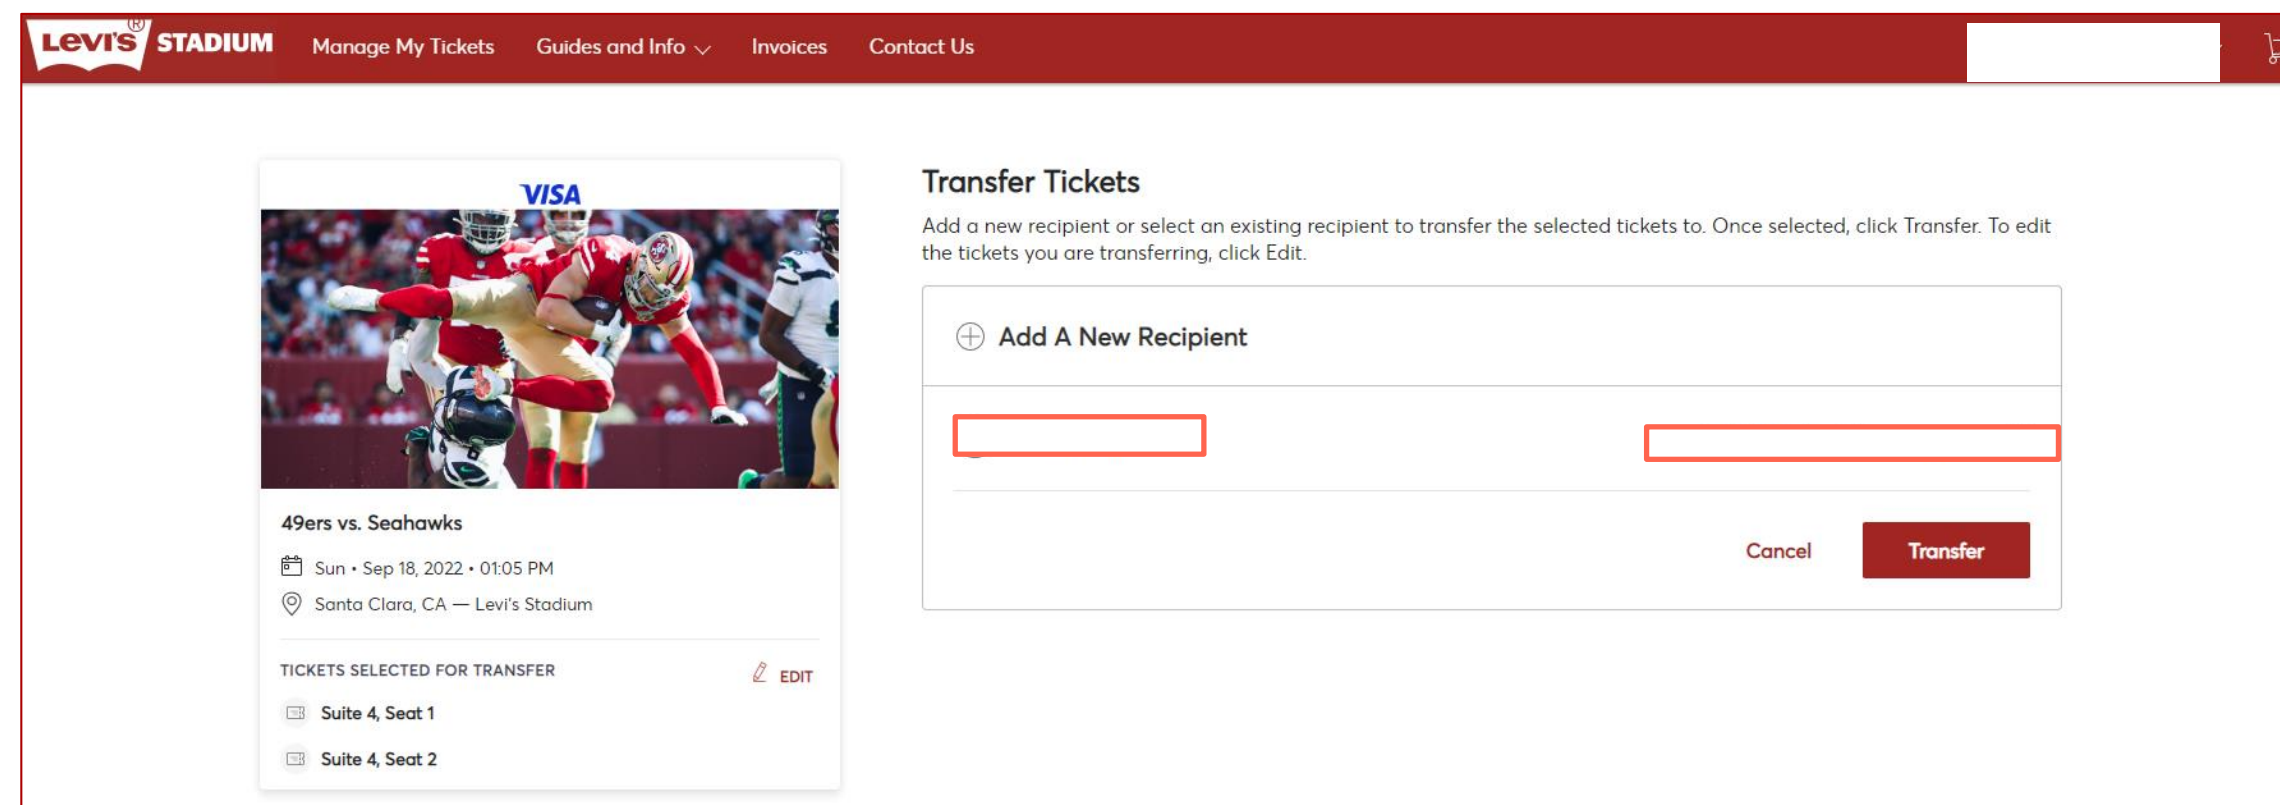 Levi's® STADIUM
Manage My Tickets
Guides and Info
Invoices
Contact Us
VISA
49ers vs. Seahawks
Sun • Sep 18, 2022 • 01:05 PM
Santa Clara, CA — Levi's Stadium
TICKETS SELECTED FOR TRANSFER
EDIT
Suite 4, Seat 1
Suite 4, Seat 2
Transfer Tickets
Add a new recipient or select an existing recipient to transfer the selected tickets to. Once selected, click Transfer. To edit
the tickets you are transferring, click Edit.
Add A New Recipient
Cancel
Transfer